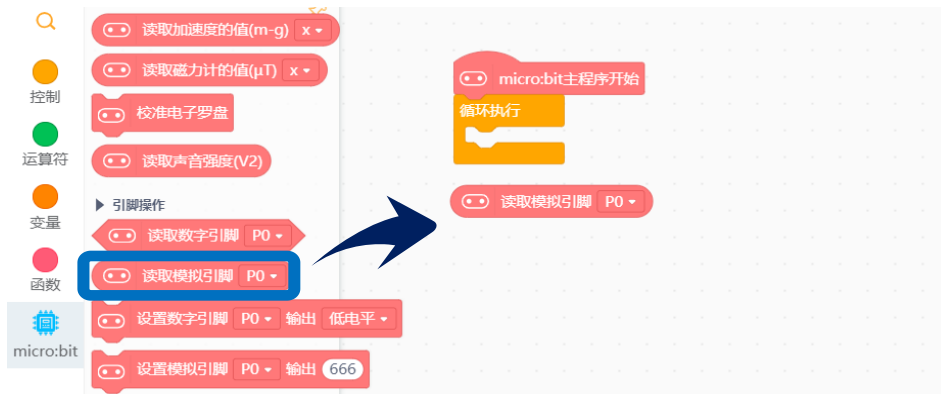 读取加速度的值(m-g) x
控制
读取磁力计的值(μT) x
校准电子罗盘
运算符
读取声音强度(V2)
变量
引脚操作
读取数字引脚 P0
函数
读取模拟引脚 P0
设置数字引脚 P0 输出 低电平
micro:bit
设置模拟引脚 P0 输出 666
micro:bit主程序开始
循环执行
读取模拟引脚 P0